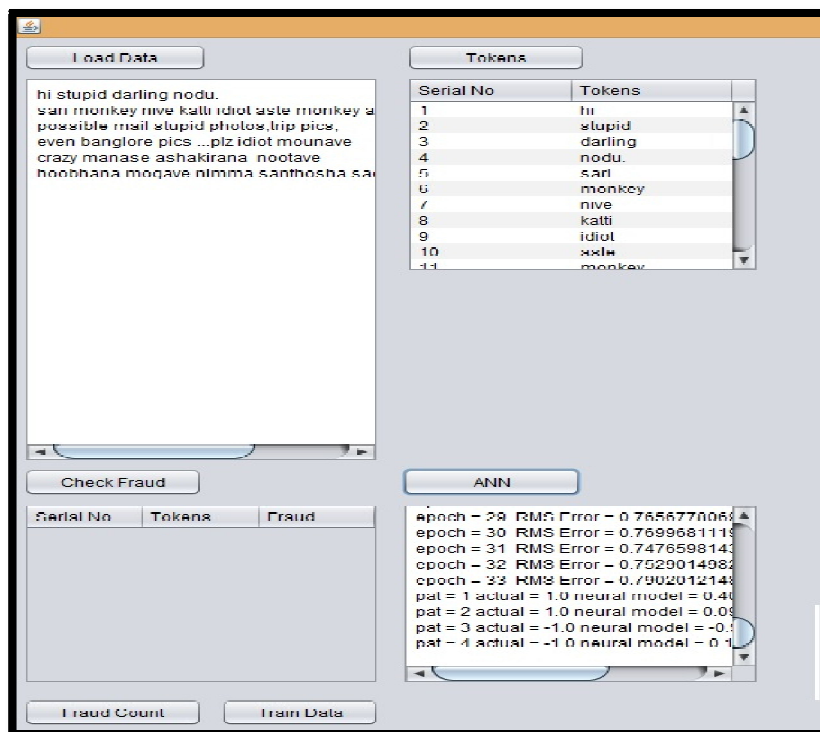 Load Data
hi stupid darling nodu.
sari monkey nive katti idiot aste monkey a
possible mail stupid photos,trip pics,
even banglore pics ...plz idiot mounave
crazy manase ashakirana nootave
hoobhana mogave nimma santhosha sa
Tokens
Serial No Tokens
1 hi
2 stupid
3 darling
4 nodu.
5 sari
6 monkey
7 nive
8 katti
9 idiot
10 aste
11 monkey
Check Fraud
Serial No Tokens Fraud
Fraud Count Train Data
ANN
epoch = 29 RMS Error = 0.765677006
epoch = 30 RMS Error = 0.7699681119
epoch = 31 RMS Error = 0.747659814
epoch = 32 RMS Error = 0.752901498
epoch = 33 RMS Error = 0.790201214
pat = 1 actual = 1.0 neural model = 0.40
pat = 2 actual = 1.0 neural model = 0.09
pat = 3 actual = -1.0 neural model = -0.
pat = 4 actual = -1.0 neural model = 0.1